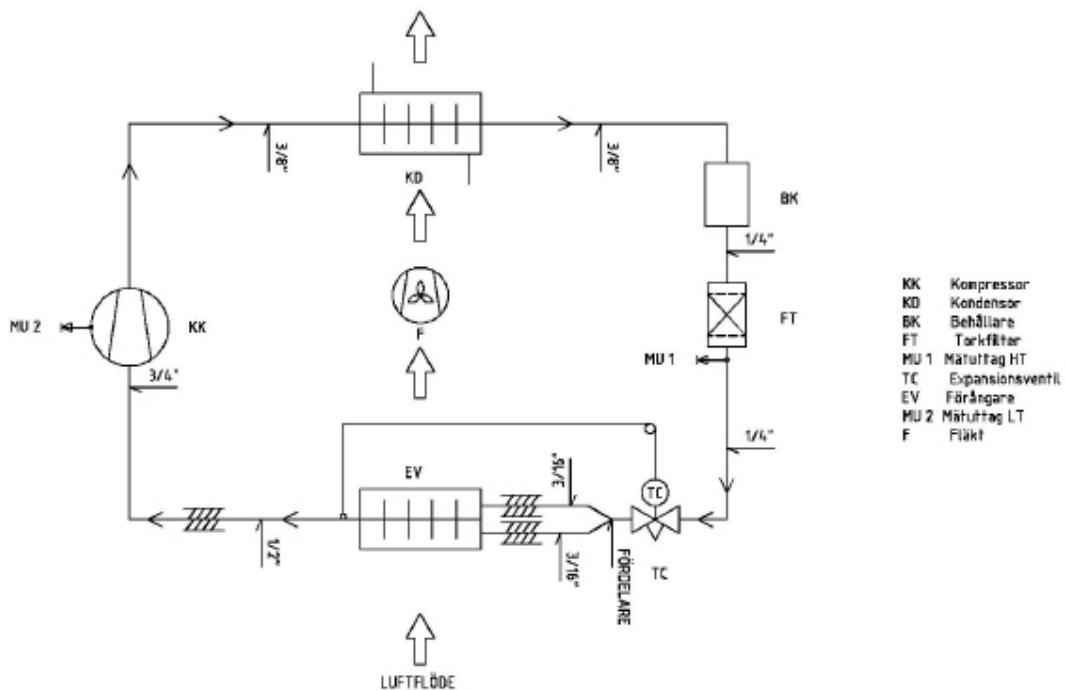 3/8"
3/8"
KD
BK
1/4"
FT
MU 2
KK
F
MU 1
3/4"
1/4"
EV
3/16"
TC
1/2"
3/16"
FÖRDELARE
TC
LUFTFLÖDE
KK Kompressor
KD Kondensor
BK Behållare
FT Torkfilter
MU 1 Mätuttag HT
TC Expansionsventil
EV Förångare
MU 2 Mätuttag LT
F Fläkt